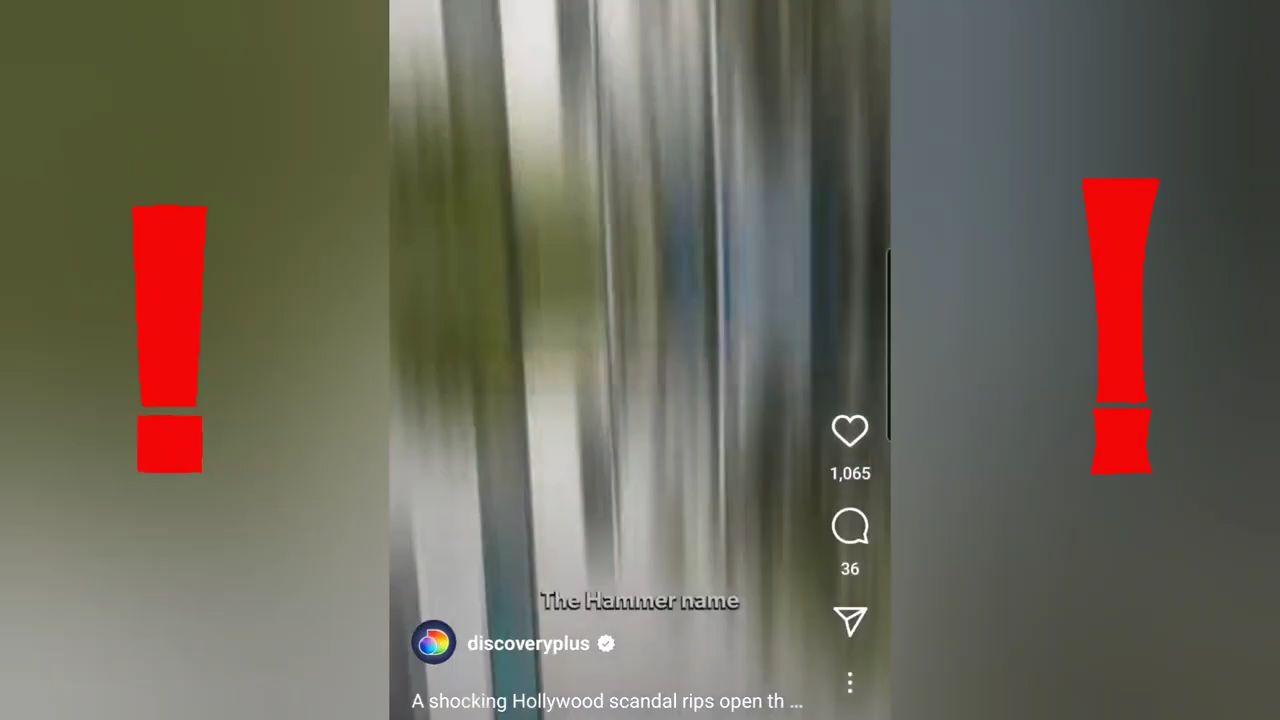 !
!
1,065
36
The Hammer name
discoveryplus
A shocking Hollywood scandal rips open th ...